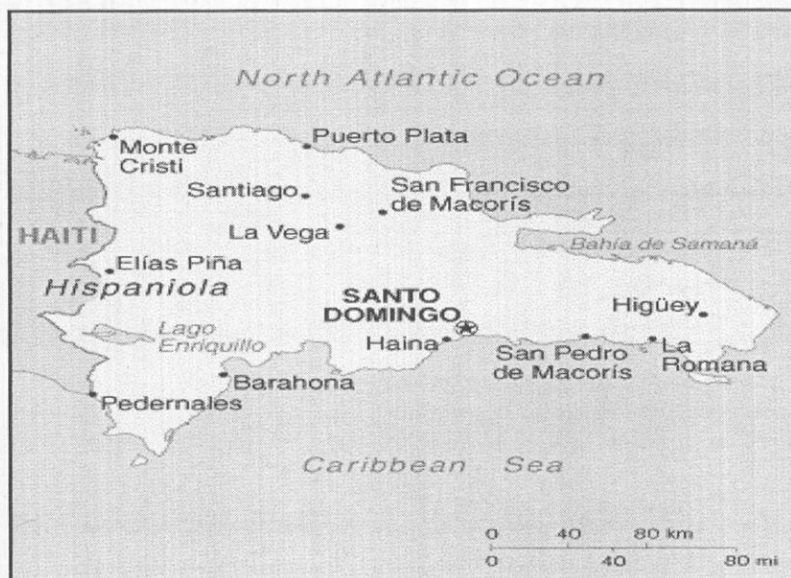 North Atlantic Ocean
Puerto Plata
Monte
Cristi
Santiago
San Francisco
de Macorís
La Vega
HAITI
Bahía de Samaná
Elías Piña
Hispaniola
SANTO
DOMINGO
Higüey
Lago
Enriquillo
Haina
San Pedro
de Macorís
La
Romana
Barahona
Pedernales
Caribbean Sea
0 40 80 km
0 40 80 mi